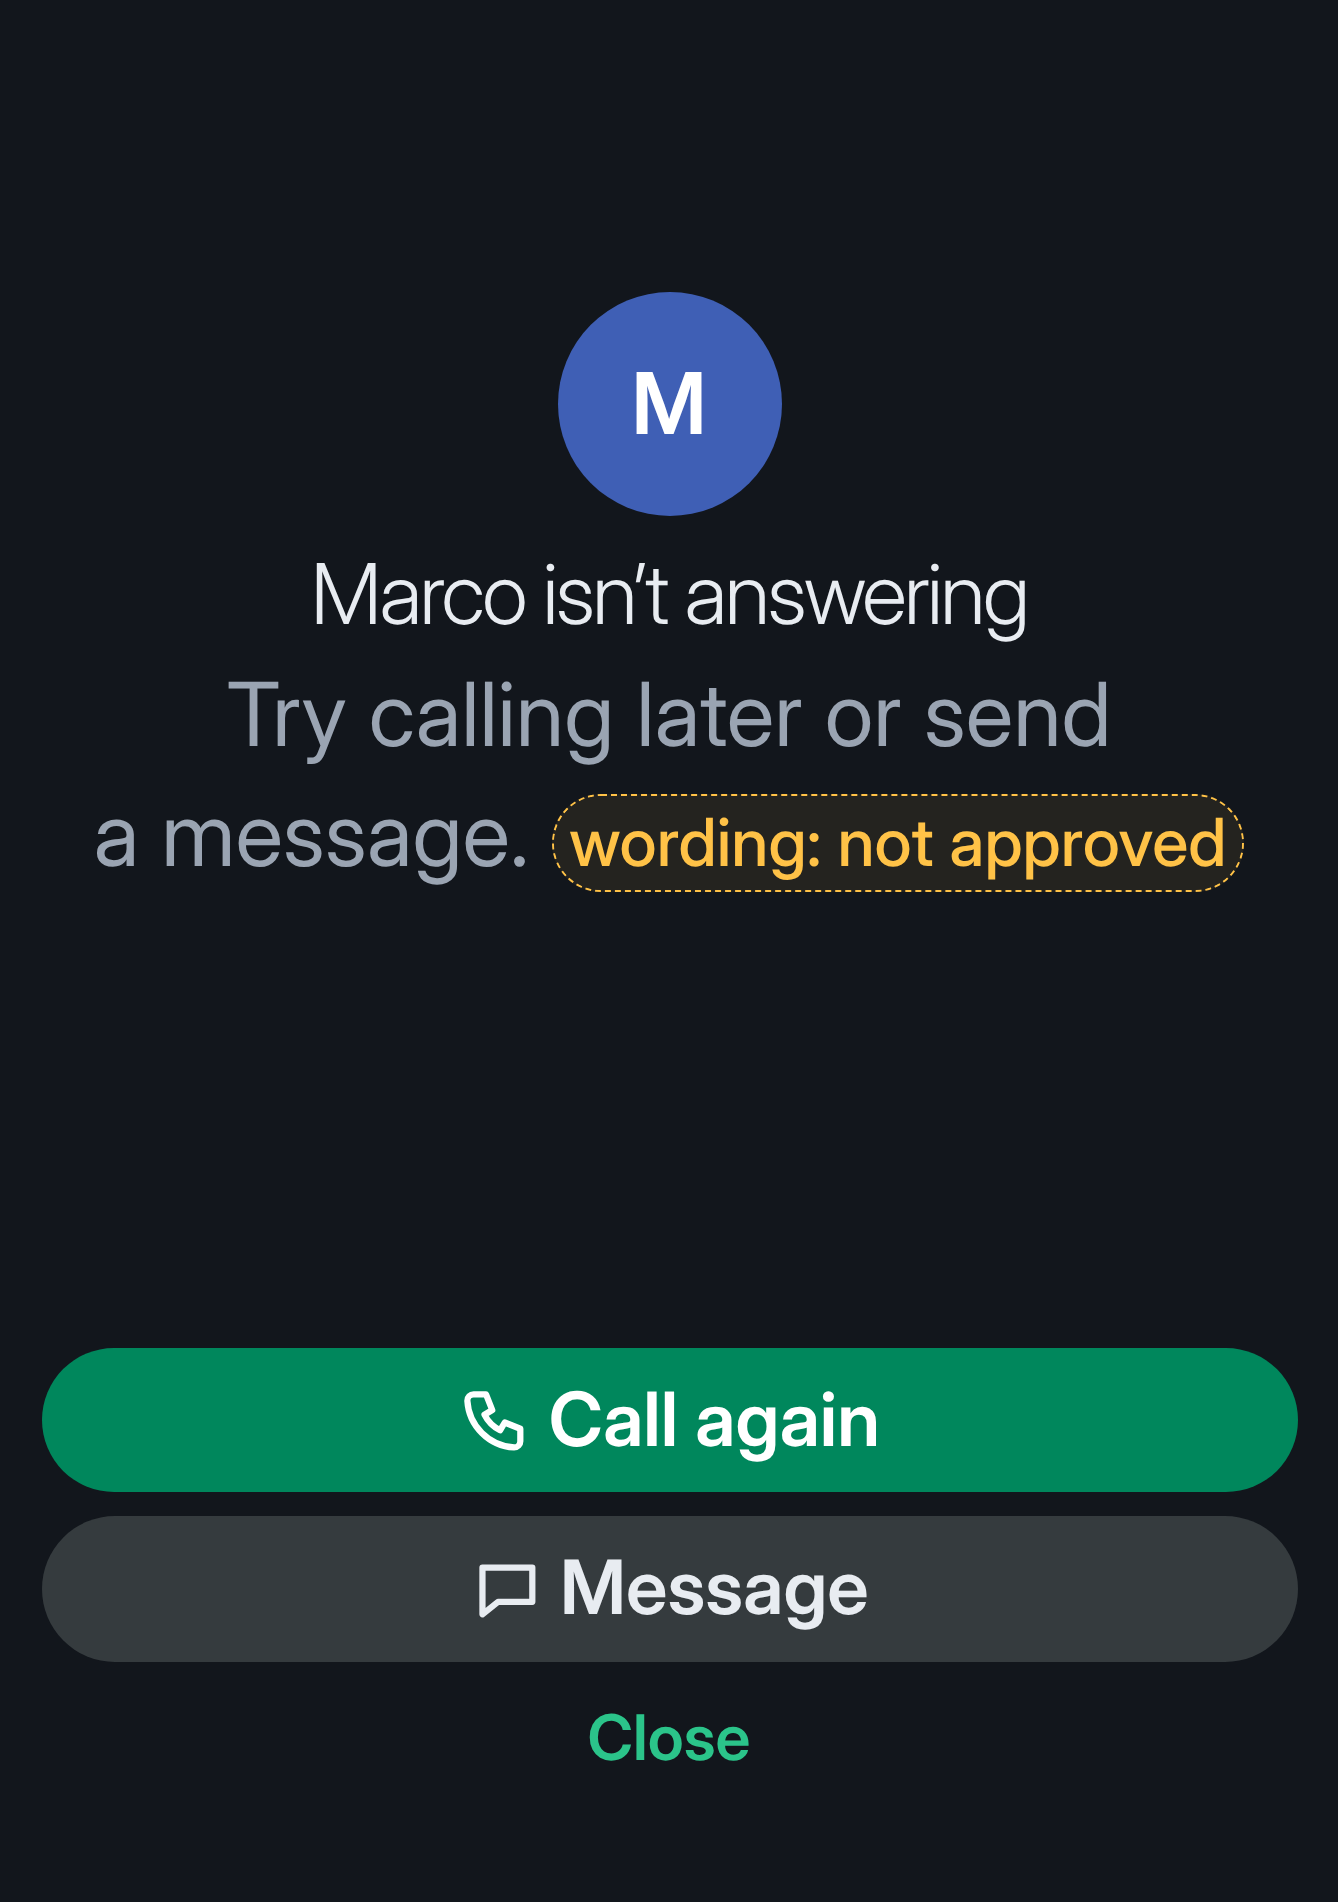 M
Marco isn’t answering
Try calling later or send
a message. wording: not approved
Call again
Message
Close